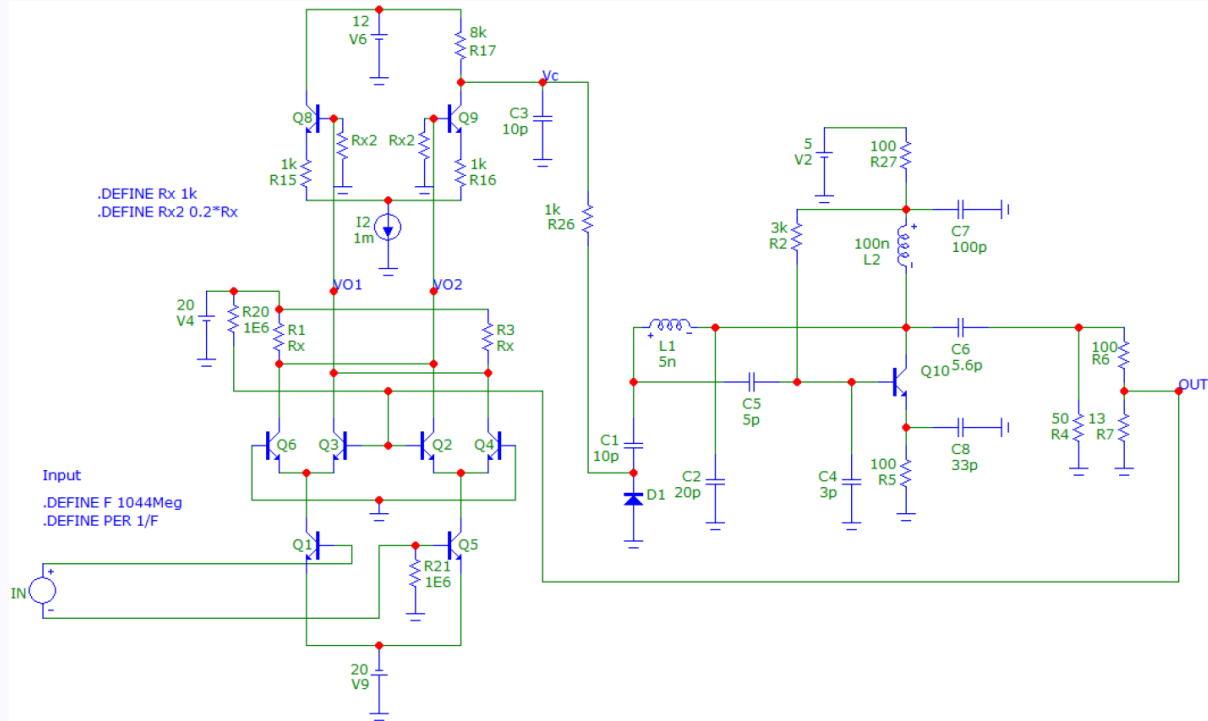 12
V6
8k
R17
Vc
Q8
Rx2
Rx2
Q9
C3
10p
1k
R15
1k
R16
.DEFINE Rx 1k
.DEFINE Rx2 0.2*Rx
I2
1m
1k
R26
5
V2
100
R27
3k
R2
100n
L2
+
-
C7
100p
VO1
VO2
20
V4
R20
1E6
R1
Rx
R3
Rx
+
-
L1
5n
C6
5.6p
100
R6
Q10
OUT
C5
5p
50
R4
13
R7
Q6
Q3
Q2
Q4
C1
10p
D1
C2
20p
C4
3p
100
R5
C8
33p
Input
.DEFINE F 1044Meg
.DEFINE PER 1/F
Q1
Q5
R21
1E6
IN
+
-
20
V9